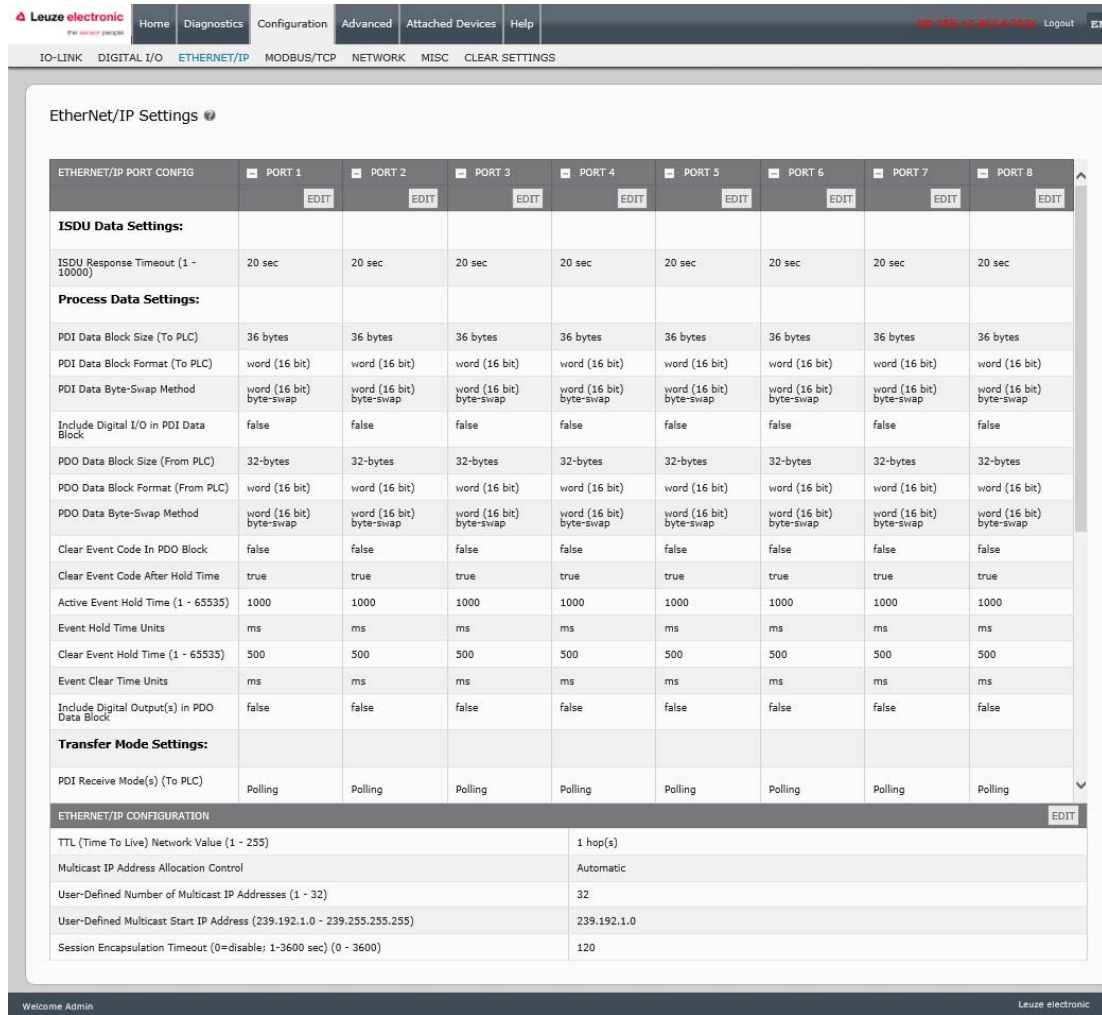 Leuze electronic
the sensor people
Home Diagnostics Configuration Advanced Attached Devices Help
Logout
IO-LINK DIGITAL I/O ETHERNET/IP MODBUS/TCP NETWORK MISC CLEAR SETTINGS
EtherNet/IP Settings
ETHERNET/IP PORT CONFIG PORT 1 PORT 2 PORT 3 PORT 4 PORT 5 PORT 6 PORT 7 PORT 8
EDIT EDIT EDIT EDIT EDIT EDIT EDIT EDIT
ISDU Data Settings:
ISDU Response Timeout (1 -
10000) 20 sec 20 sec 20 sec 20 sec 20 sec 20 sec 20 sec 20 sec
Process Data Settings:
PDI Data Block Size (To PLC) 36 bytes 36 bytes 36 bytes 36 bytes 36 bytes 36 bytes 36 bytes 36 bytes
PDI Data Block Format (To PLC) word (16 bit) word (16 bit) word (16 bit) word (16 bit) word (16 bit) word (16 bit) word (16 bit) word (16 bit)
PDI Data Byte-Swap Method word (16 bit) word (16 bit) word (16 bit) word (16 bit) word (16 bit) word (16 bit) word (16 bit) word (16 bit)
byte-swap byte-swap byte-swap byte-swap byte-swap byte-swap byte-swap byte-swap
Include Digital I/O in PDI Data
Block false false false false false false false false
PDO Data Block Size (From PLC) 32-bytes 32-bytes 32-bytes 32-bytes 32-bytes 32-bytes 32-bytes 32-bytes
PDO Data Block Format (From PLC) word (16 bit) word (16 bit) word (16 bit) word (16 bit) word (16 bit) word (16 bit) word (16 bit) word (16 bit)
PDO Data Byte-Swap Method word (16 bit) word (16 bit) word (16 bit) word (16 bit) word (16 bit) word (16 bit) word (16 bit) word (16 bit)
byte-swap byte-swap byte-swap byte-swap byte-swap byte-swap byte-swap byte-swap
Clear Event Code In PDO Block false false false false false false false false
Clear Event Code After Hold Time true true true true true true true true
Active Event Hold Time (1 - 65535) 1000 1000 1000 1000 1000 1000 1000 1000
Event Hold Time Units ms ms ms ms ms ms ms ms
Clear Event Hold Time (1 - 65535) 500 500 500 500 500 500 500 500
Event Clear Time Units ms ms ms ms ms ms ms ms
Include Digital Output(s) in PDO
Data Block false false false false false false false false
Transfer Mode Settings:
PDI Receive Mode(s) (To PLC) Polling Polling Polling Polling Polling Polling Polling Polling
ETHERNET/IP CONFIGURATION EDIT
TTL (Time To Live) Network Value (1 - 255) 1 hop(s)
Multicast IP Address Allocation Control Automatic
User-Defined Number of Multicast IP Addresses (1 - 32) 32
User-Defined Multicast Start IP Address (239.192.1.0 - 239.255.255.255) 239.192.1.0
Session Encapsulation Timeout (0=disable; 1-3600 sec) (0 - 3600) 120
Welcome Admin Leuze electronic